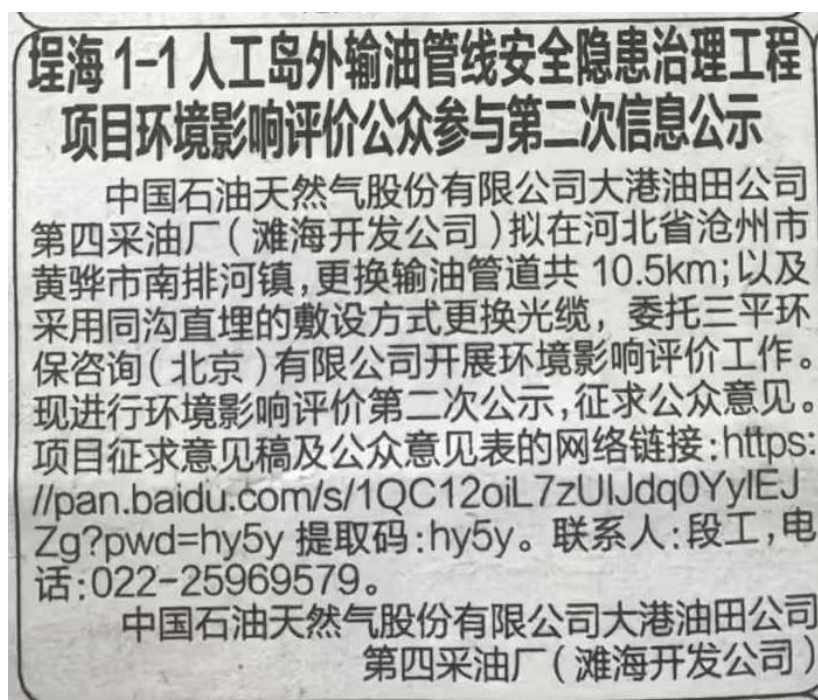 埕海 1-1 人工岛外输油管线安全隐患治理工程
项目环境影响评价公众参与第二次信息公示
中国石油天然气股份有限公司大港油田公司
第四采油厂(滩海开发公司)拟在河北省沧州市
黄骅市南排河镇,更换输油管道共 10.5km;以及
采用同沟直埋的敷设方式更换光缆，委托三平环
保咨询(北京)有限公司开展环境影响评价工作。
现进行环境影响评价第二次公示,征求公众意见。
项目征求意见稿及公众意见表的网络链接:https:
//pan.baidu.com/s/1QC12oiL7zUIJdq0YyIEJ
Zg?pwd=hy5y 提取码:hy5y。联系人:段工,电
话:022-25969579。
中国石油天然气股份有限公司大港油田公司
第四采油厂(滩海开发公司)